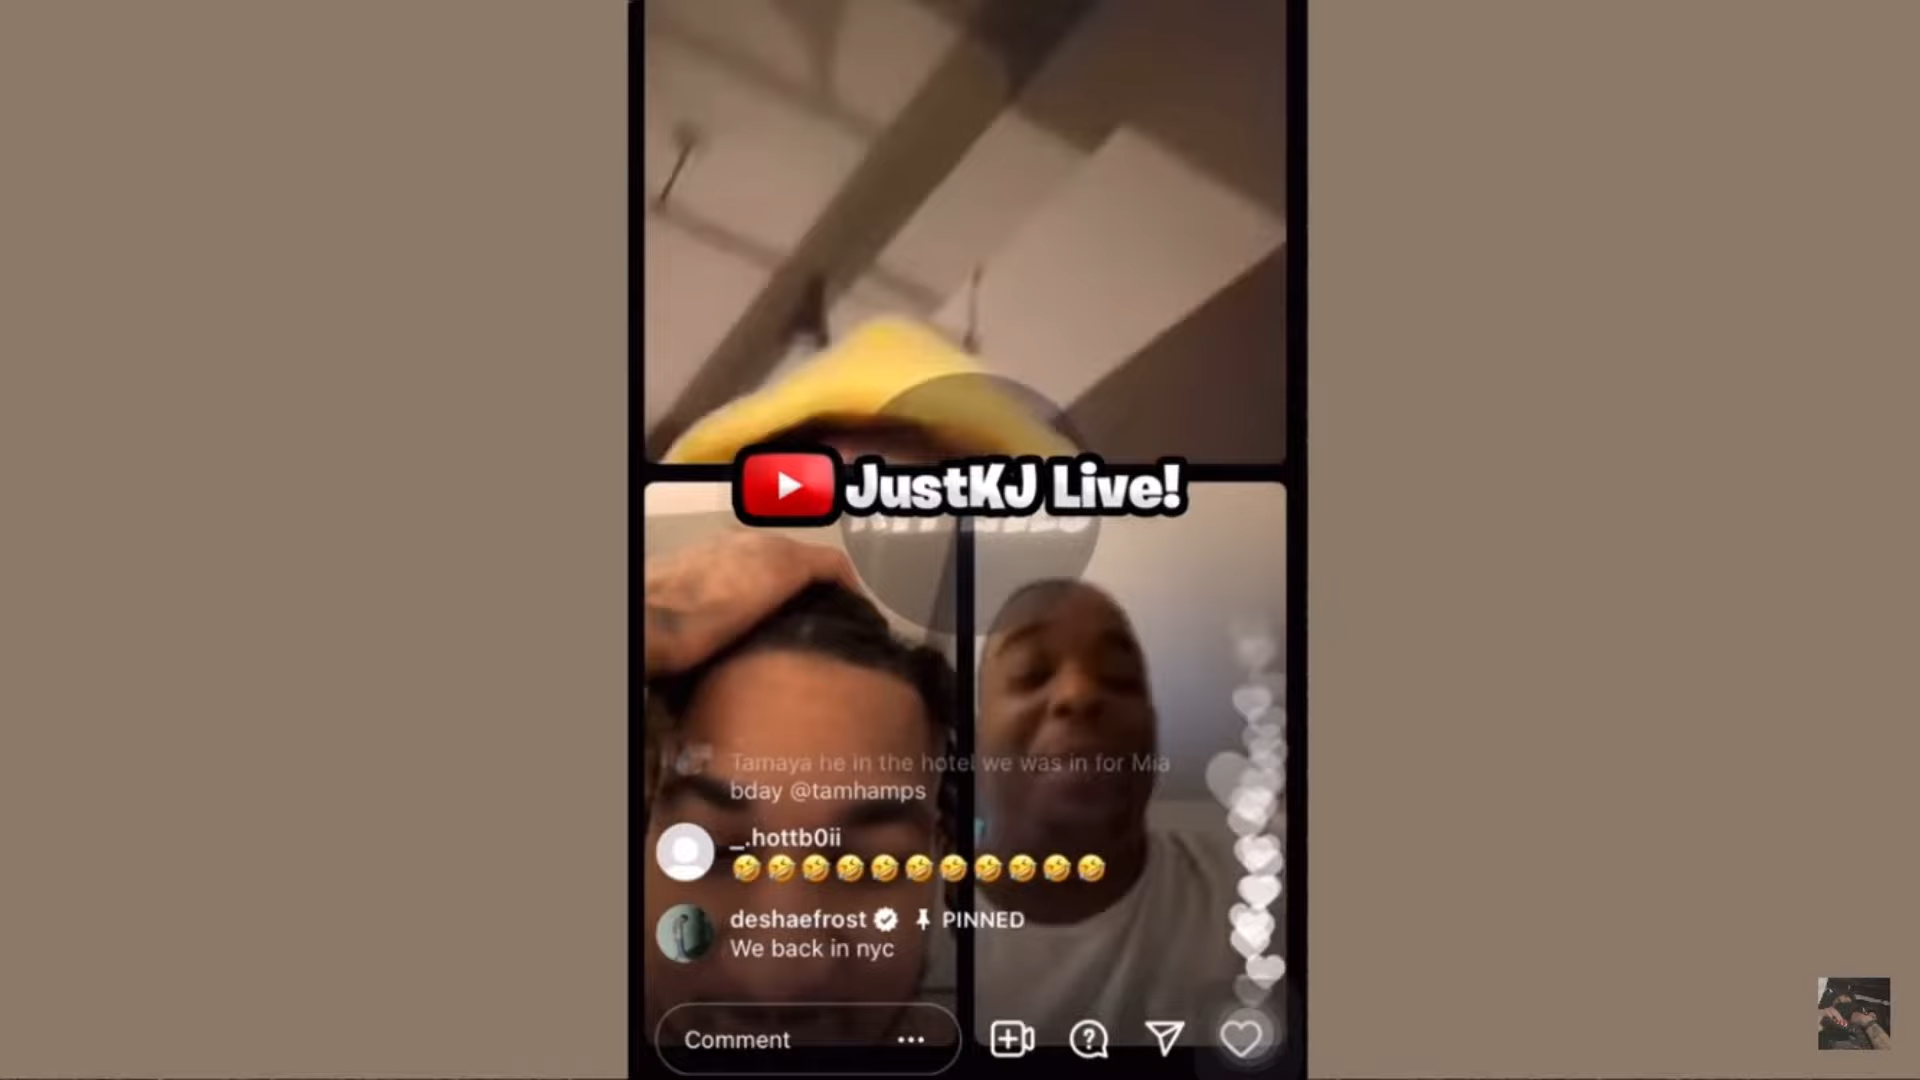 JustKJ Live!
Tamaya he in the hotel we was in for Mia
bday @tamhamps
_.hottb0ii
🤣🤣🤣🤣🤣🤣🤣🤣🤣🤣🤣
deshaefrost PINNED
We back in nyc
Comment